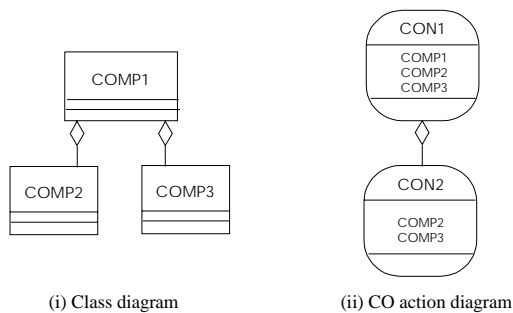 COMP1
COMP2
COMP3
(i) Class diagram
CON1
COMP1
COMP2
COMP3
CON2
COMP2
COMP3
(ii) CO action diagram